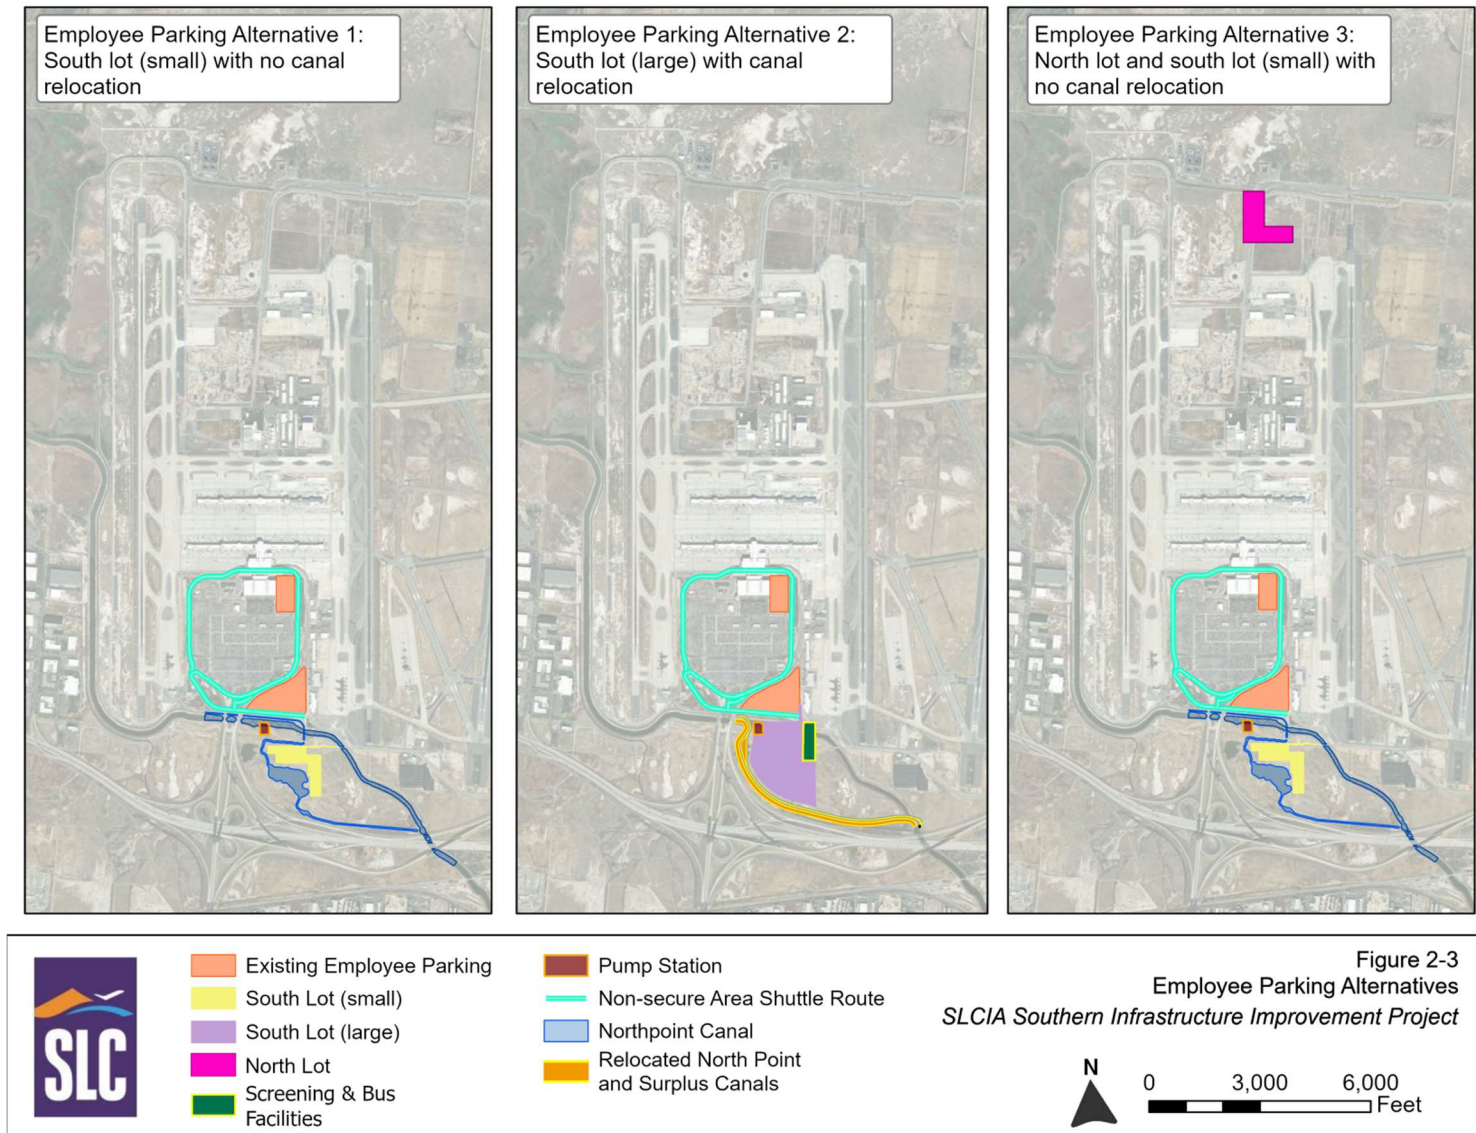 Employee Parking Alternative 1:
South lot (small) with no canal
relocation
Employee Parking Alternative 2:
South lot (large) with canal
relocation
Employee Parking Alternative 3:
North lot and south lot (small) with
no canal relocation
SLC
Existing Employee Parking
South Lot (small)
South Lot (large)
North Lot
Screening & Bus
Facilities
Pump Station
Non-secure Area Shuttle Route
Northpoint Canal
Relocated North Point
and Surplus Canals
Figure 2-3
Employee Parking Alternatives
SLCIA Southern Infrastructure Improvement Project
N
0 3,000 6,000
Feet